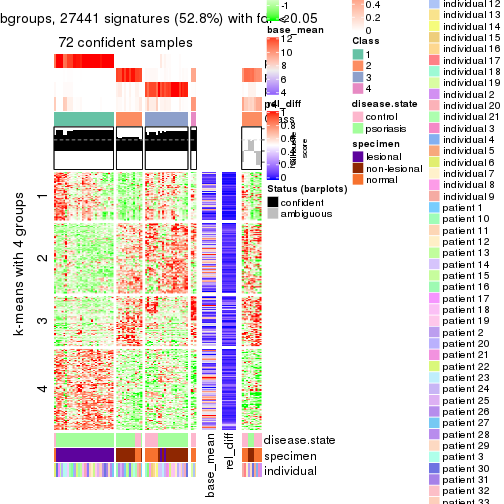 bgroups, 27441 signatures (52.8%) with fdr < 0.05
72 confident samples
k-means with 4 groups
1
2
3
4
base_mean
rel_diff
disease.state
specimen
individual
-1
base_mean
12
10
8
6
4
rel_diff
1
0.8
0.6
0.4
0.2
0
score
Status (barplots)
confident
ambiguous
0.4
0.2
0
Class
1
2
3
4
disease.state
control
psoriasis
specimen
lesional
non-lesional
normal
individual 12
individual 13
individual 14
individual 15
individual 16
individual 17
individual 18
individual 19
individual 2
individual 20
individual 21
individual 3
individual 4
individual 5
individual 6
individual 7
individual 8
individual 9
patient 1
patient 10
patient 11
patient 12
patient 13
patient 14
patient 15
patient 16
patient 17
patient 18
patient 19
patient 2
patient 20
patient 21
patient 22
patient 23
patient 24
patient 25
patient 26
patient 27
patient 28
patient 29
patient 3
patient 30
patient 31
patient 32
patient 33